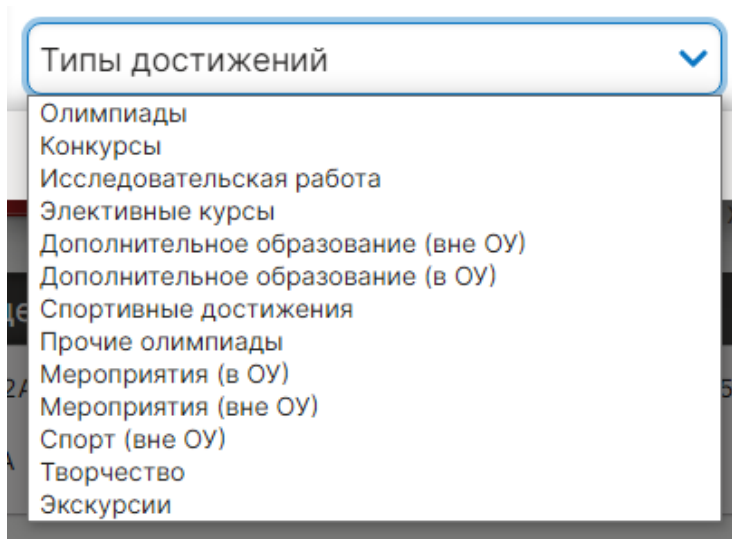 Типы достижений
Олимпиады
Конкурсы
Исследовательская работа
Элективные курсы
Дополнительное образование (вне ОУ)
Дополнительное образование (в ОУ)
Спортивные достижения
Прочие олимпиады
Мероприятия (в ОУ)
Мероприятия (вне ОУ)
Спорт (вне ОУ)
Творчество
Экскурсии